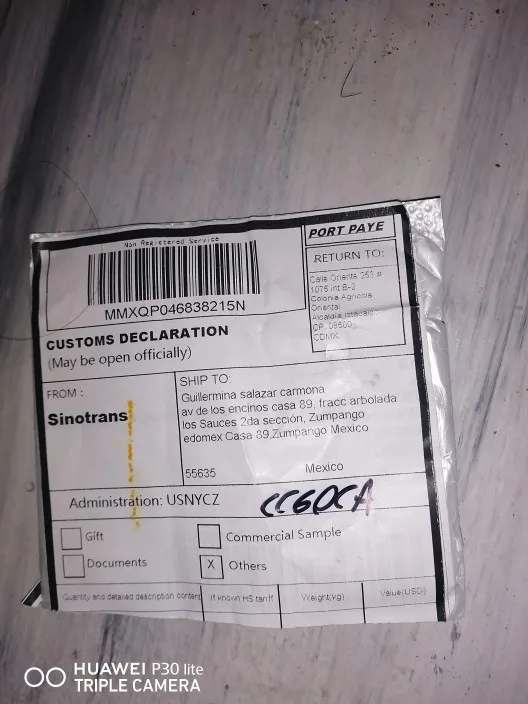 Non Registered Service
MMXQP046838215N
PORT PAYE
RETURN TO:
Calle Oriente 253 #
1075 int B-2
Colonia Agricola
Oriental
Alcaldia Iztacalc
CP. 08500
CDMX
CUSTOMS DECLARATION
(May be open officially)
FROM:
Sinotrans
SHIP TO:
Guillermina salazar carmona
av de los encinos casa 89, fracc arbolada
los Sauces 2da sección, Zumpango
edomex Casa 89,Zumpango Mexico
55635 Mexico
Administration: USNYCZ
CC6OCA
Gift
Commercial Sample
Documents
X Others
Quantity and detailed description content
If known HS tariff
Weight(kg)
Value(USD)
HUAWEI P30 lite
TRIPLE CAMERA